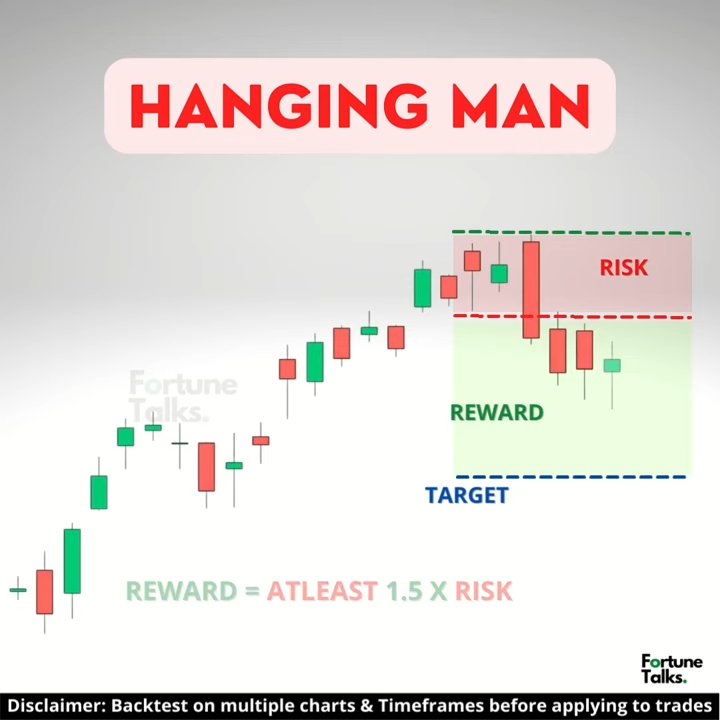 HANGING MAN
RISK
Fortune
Talks.
REWARD
TARGET
REWARD = ATLEAST 1.5 X RISK
Fortune
Talks.
Disclaimer: Backtest on multiple charts & Timeframes before applying to trades